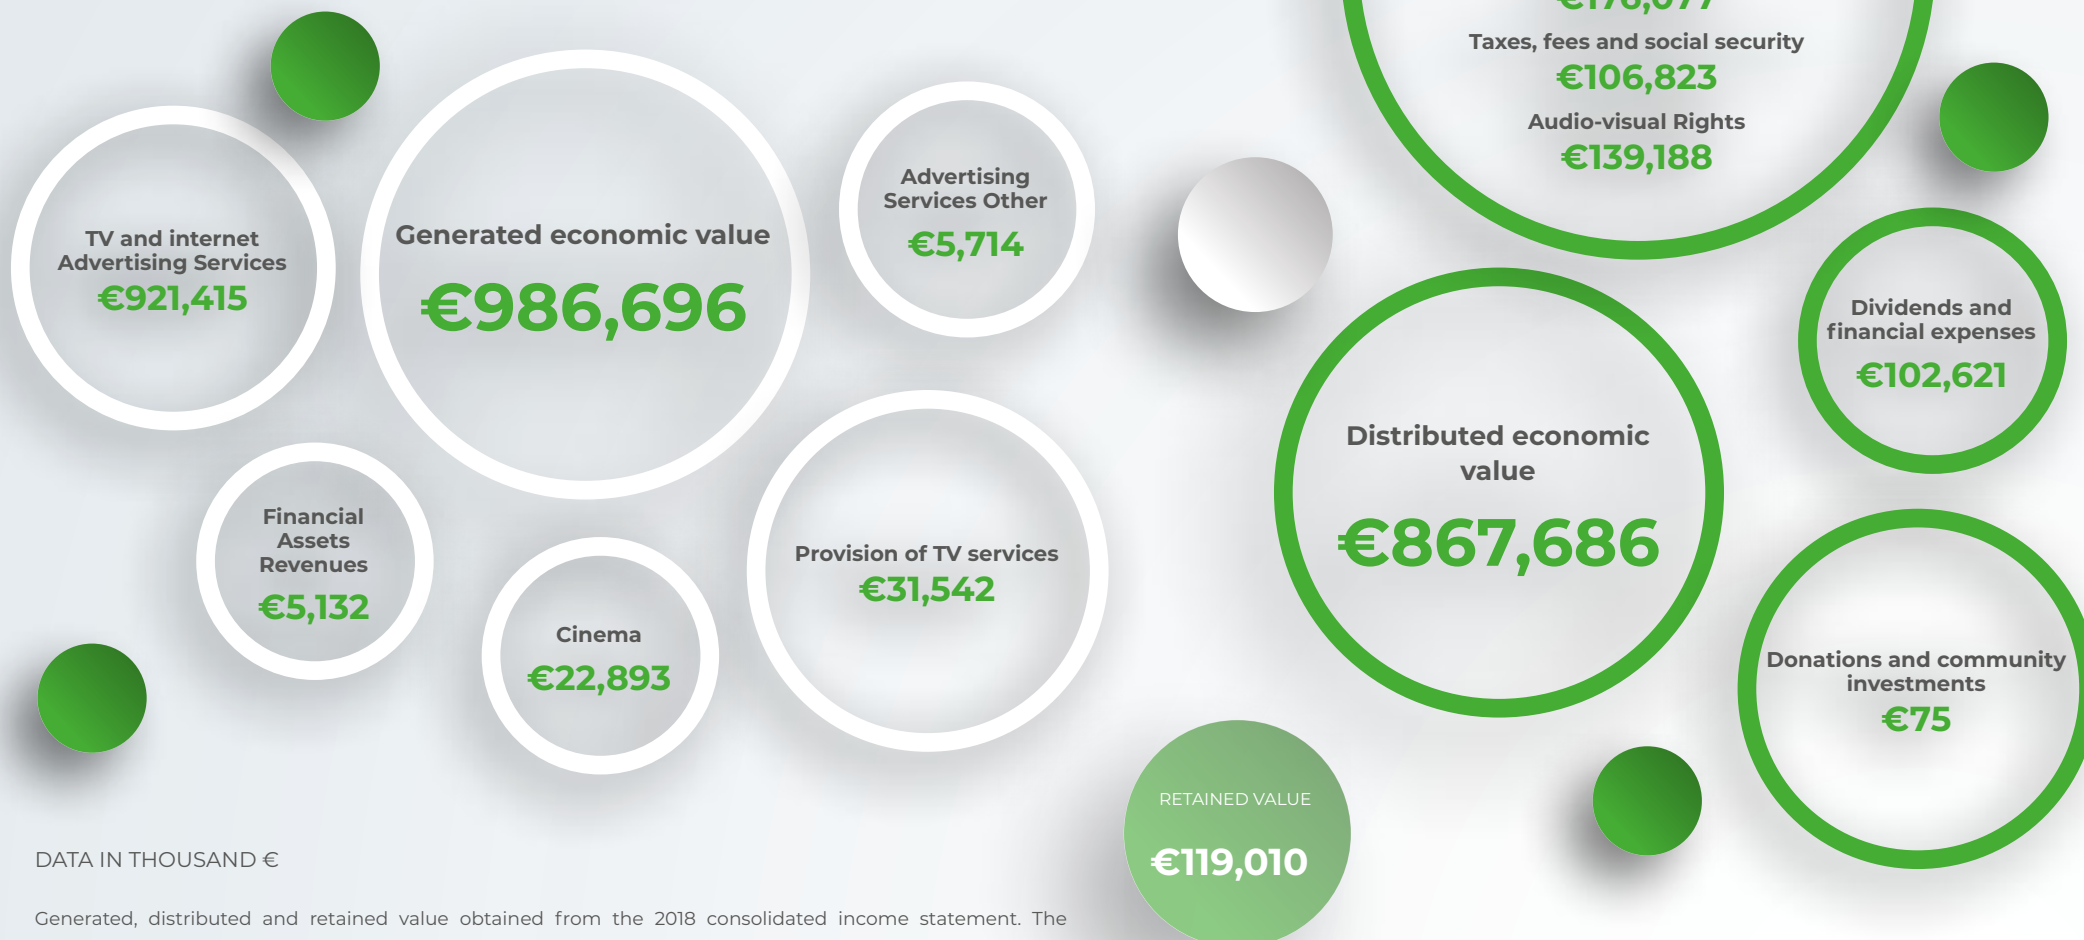 €178,077
Taxes, fees and social security
€106,823
Audio-visual Rights
€139,188
TV and internet
Advertising Services
€921,415
Generated economic value
€986,696
Advertising
Services Other
€5,714
Financial
Assets
Revenues
€5,132
Cinema
€22,893
Provision of TV services
€31,542
Distributed economic
value
€867,686
Dividends and
financial expenses
€102,621
Donations and community
investments
€75
RETAINED VALUE
€119,010
DATA IN THOUSAND €
Generated, distributed and retained value obtained from the 2018 consolidated income statement. The